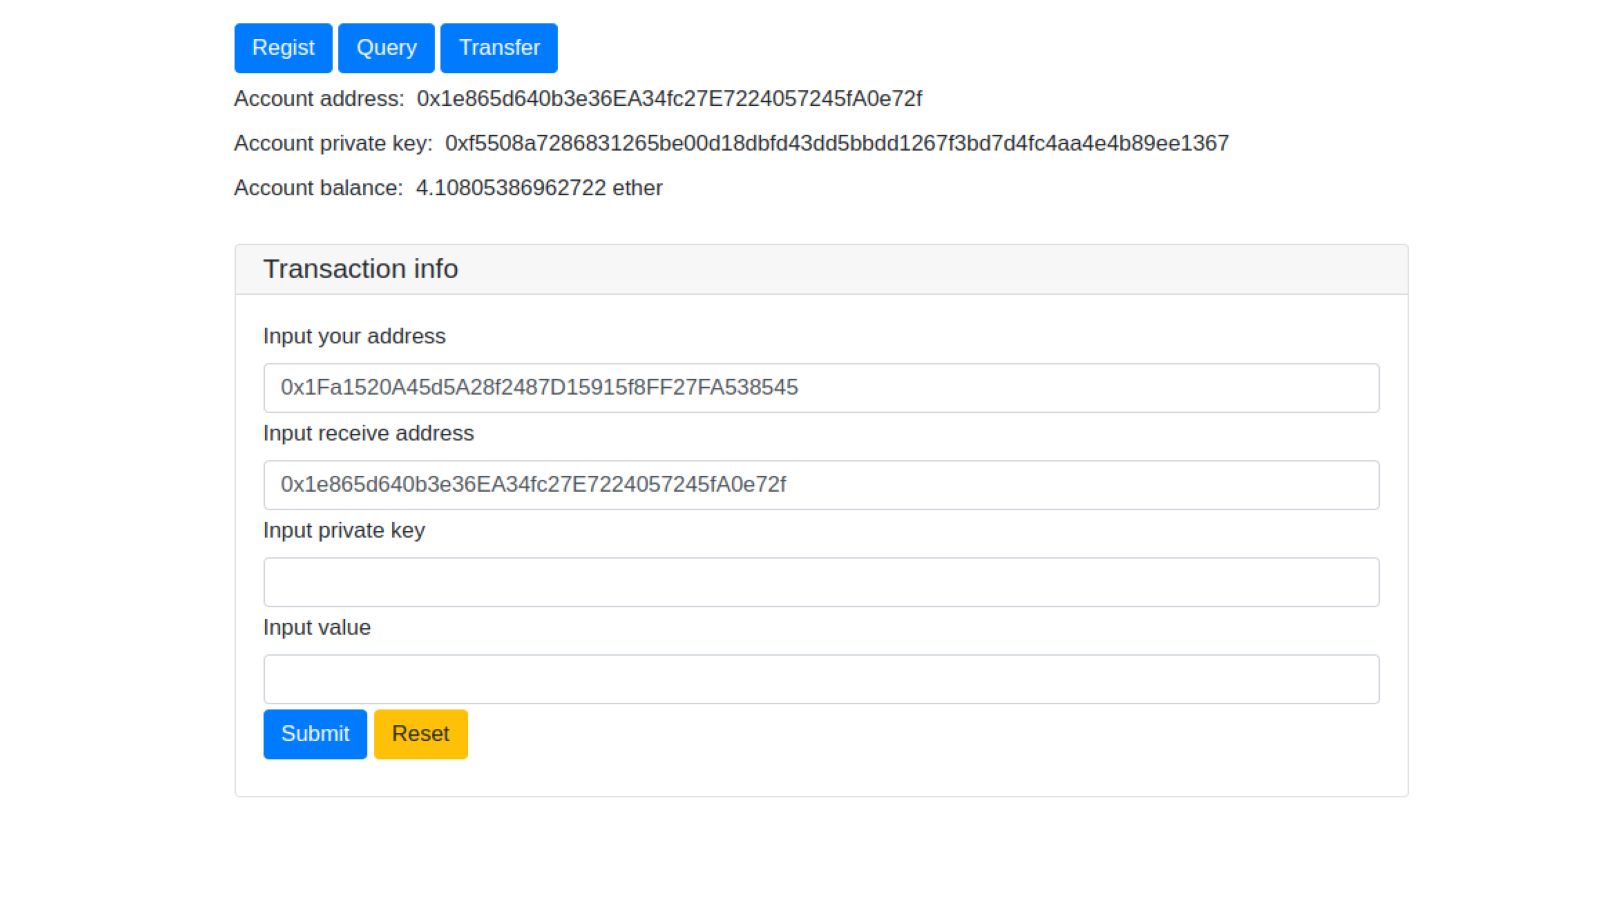 Regist Query Transfer
Account address: 0x1e865d640b3e36EA34fc27E7224057245fA0e72f
Account private key: 0xf5508a7286831265be00d18dbfd43dd5bbdd1267f3bd7d4fc4aa4e4b89ee1367
Account balance: 4.10805386962722 ether
Transaction info
Input your address
0x1Fa1520A45d5A28f2487D15915f8FF27FA538545
Input receive address
0x1e865d640b3e36EA34fc27E7224057245fA0e72f
Input private key
Input value
Submit Reset